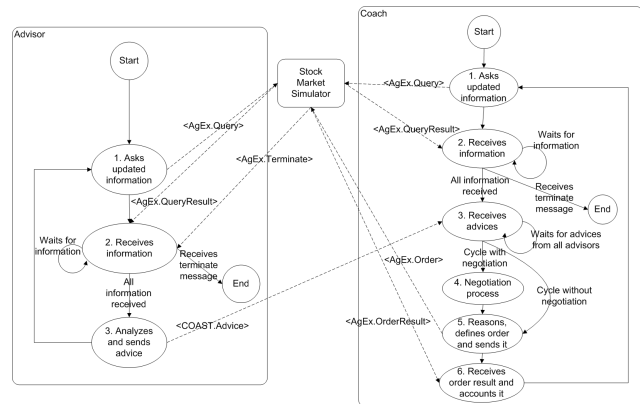 Advisor
Start
1. Asks
updated
information
2. Receives
information
Waits for
information
Receives
terminate
message
End
All
information
received
3. Analyzes
and sends
advice
Stock
Market
Simulator
<AgEx.Query>
<AgEx.QueryResult>
<AgEx.Terminate>
<COAST.Advice>
<AgEx.Query>
<AgEx.QueryResult>
<AgEx.Order>
<AgEx.OrderResult>
Coach
Start
1. Asks
updated
information
2. Receives
information
Waits for
information
Receives
terminate
message
End
All information
received
3. Receives
advices
Waits for advices
from all advisors
Cycle with
negotiation
Cycle without
negotiation
4. Negotiation
process
5. Reasons,
defines order
and sends it
6. Receives
order result and
accounts it